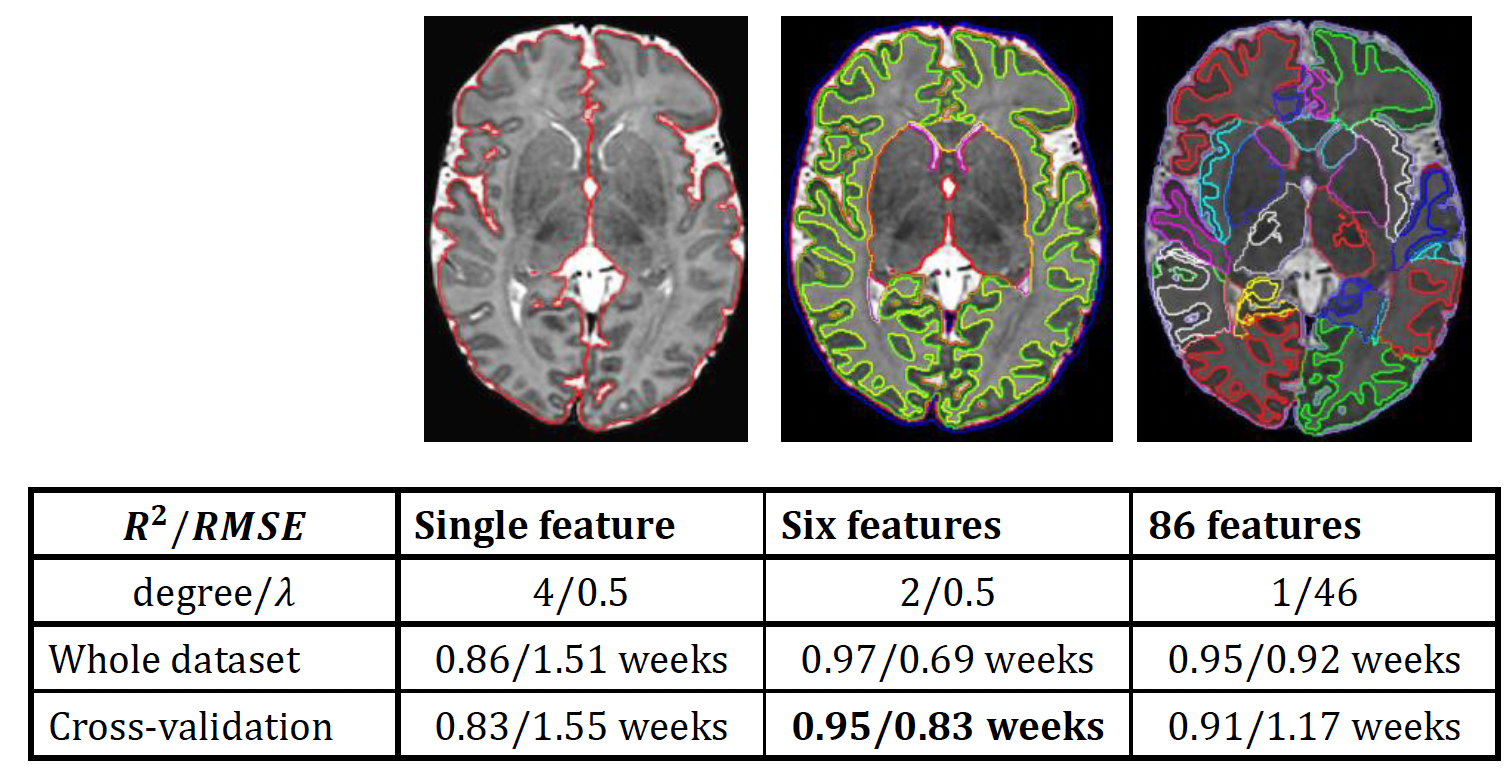 R²/RMSE Single feature Six features 86 features
degree/λ 4/0.5 2/0.5 1/46
Whole dataset 0.86/1.51 weeks 0.97/0.69 weeks 0.95/0.92 weeks
Cross-validation 0.83/1.55 weeks 0.95/0.83 weeks 0.91/1.17 weeks